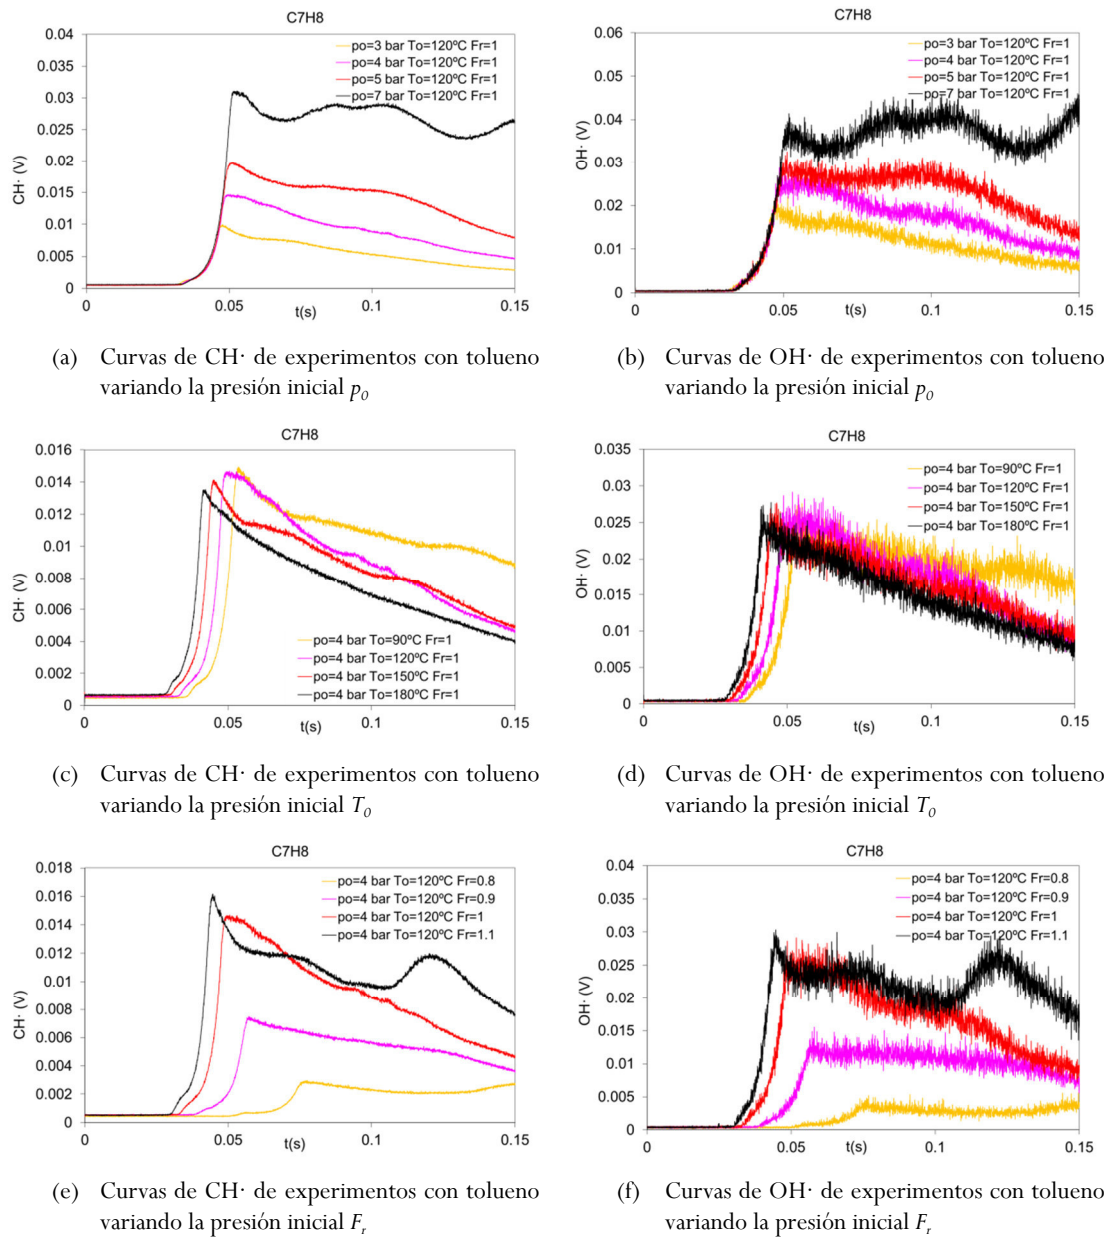 C7H8
0.04
0.035
0.03
0.025
0.02
0.015
0.01
0.005
0
CH· (V)
po=3 bar To=120ºC Fr=1
po=4 bar To=120ºC Fr=1
po=5 bar To=120ºC Fr=1
po=7 bar To=120ºC Fr=1
0 0.05 0.1 0.15
t(s)
(a) Curvas de CH· de experimentos con tolueno
variando la presión inicial p0
C7H8
0.06
0.05
0.04
0.03
0.02
0.01
0
OH· (V)
po=3 bar To=120ºC Fr=1
po=4 bar To=120ºC Fr=1
po=5 bar To=120ºC Fr=1
po=7 bar To=120ºC Fr=1
0 0.05 0.1 0.15
t(s)
(b) Curvas de OH· de experimentos con tolueno
variando la presión inicial p0
C7H8
0.016
0.014
0.012
0.01
0.008
0.006
0.004
0.002
0
CH· (V)
po=4 bar To=90ºC Fr=1
po=4 bar To=120ºC Fr=1
po=4 bar To=150ºC Fr=1
po=4 bar To=180ºC Fr=1
0 0.05 0.1 0.15
t(s)
(c) Curvas de CH· de experimentos con tolueno
variando la presión inicial T0
C7H8
0.035
0.03
0.025
0.02
0.015
0.01
0.005
0
OH· (V)
po=4 bar To=90ºC Fr=1
po=4 bar To=120ºC Fr=1
po=4 bar To=150ºC Fr=1
po=4 bar To=180ºC Fr=1
0 0.05 0.1 0.15
t(s)
(d) Curvas de OH· de experimentos con tolueno
variando la presión inicial T0
C7H8
0.018
0.016
0.014
0.012
0.01
0.008
0.006
0.004
0.002
0
CH· (V)
po=4 bar To=120ºC Fr=0.8
po=4 bar To=120ºC Fr=0.9
po=4 bar To=120ºC Fr=1
po=4 bar To=120ºC Fr=1.1
0 0.05 0.1 0.15
t(s)
(e) Curvas de CH· de experimentos con tolueno
variando la presión inicial Fr
C7H8
0.04
0.035
0.03
0.025
0.02
0.015
0.01
0.005
0
OH· (V)
po=4 bar To=120ºC Fr=0.8
po=4 bar To=120ºC Fr=0.9
po=4 bar To=120ºC Fr=1
po=4 bar To=120ºC Fr=1.1
0 0.05 0.1 0.15
t(s)
(f) Curvas de OH· de experimentos con tolueno
variando la presión inicial Fr